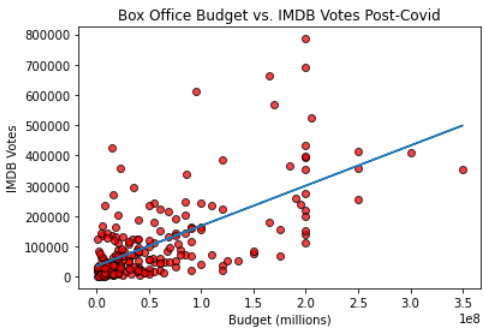 Box Office Budget vs. IMDB Votes Post-Covid
800000
700000
600000
500000
400000
300000
200000
100000
0
IMDB Votes
0.0 0.5 1.0 1.5 2.0 2.5 3.0 3.5
1e8
Budget (millions)